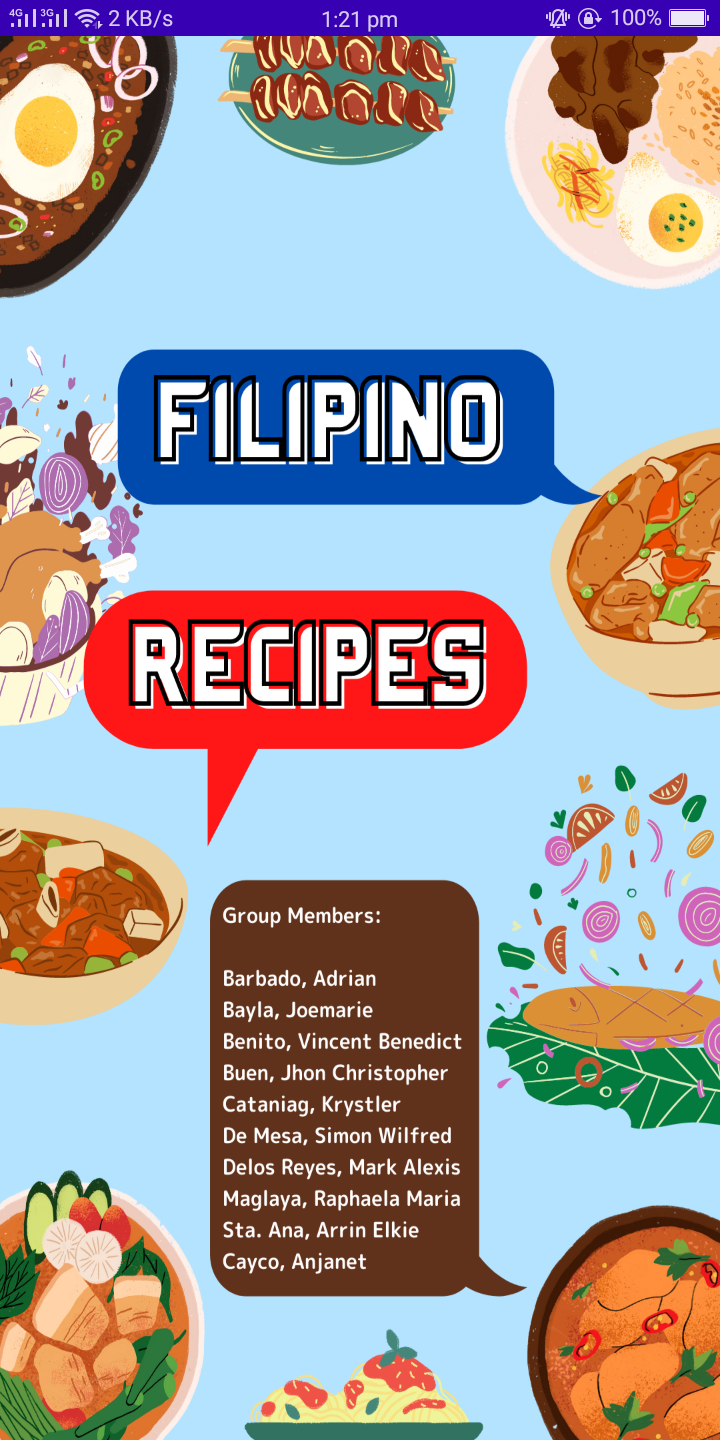 4G 3G 2 KB/s 1:21 pm 100%
FILIPINO
RECIPES
Group Members:
Barbado, Adrian
Bayla, Joemarie
Benito, Vincent Benedict
Buen, Jhon Christopher
Cataniag, Krystler
De Mesa, Simon Wilfred
Delos Reyes, Mark Alexis
Maglaya, Raphaela Maria
Sta. Ana, Arrin Elkie
Cayco, Anjanet